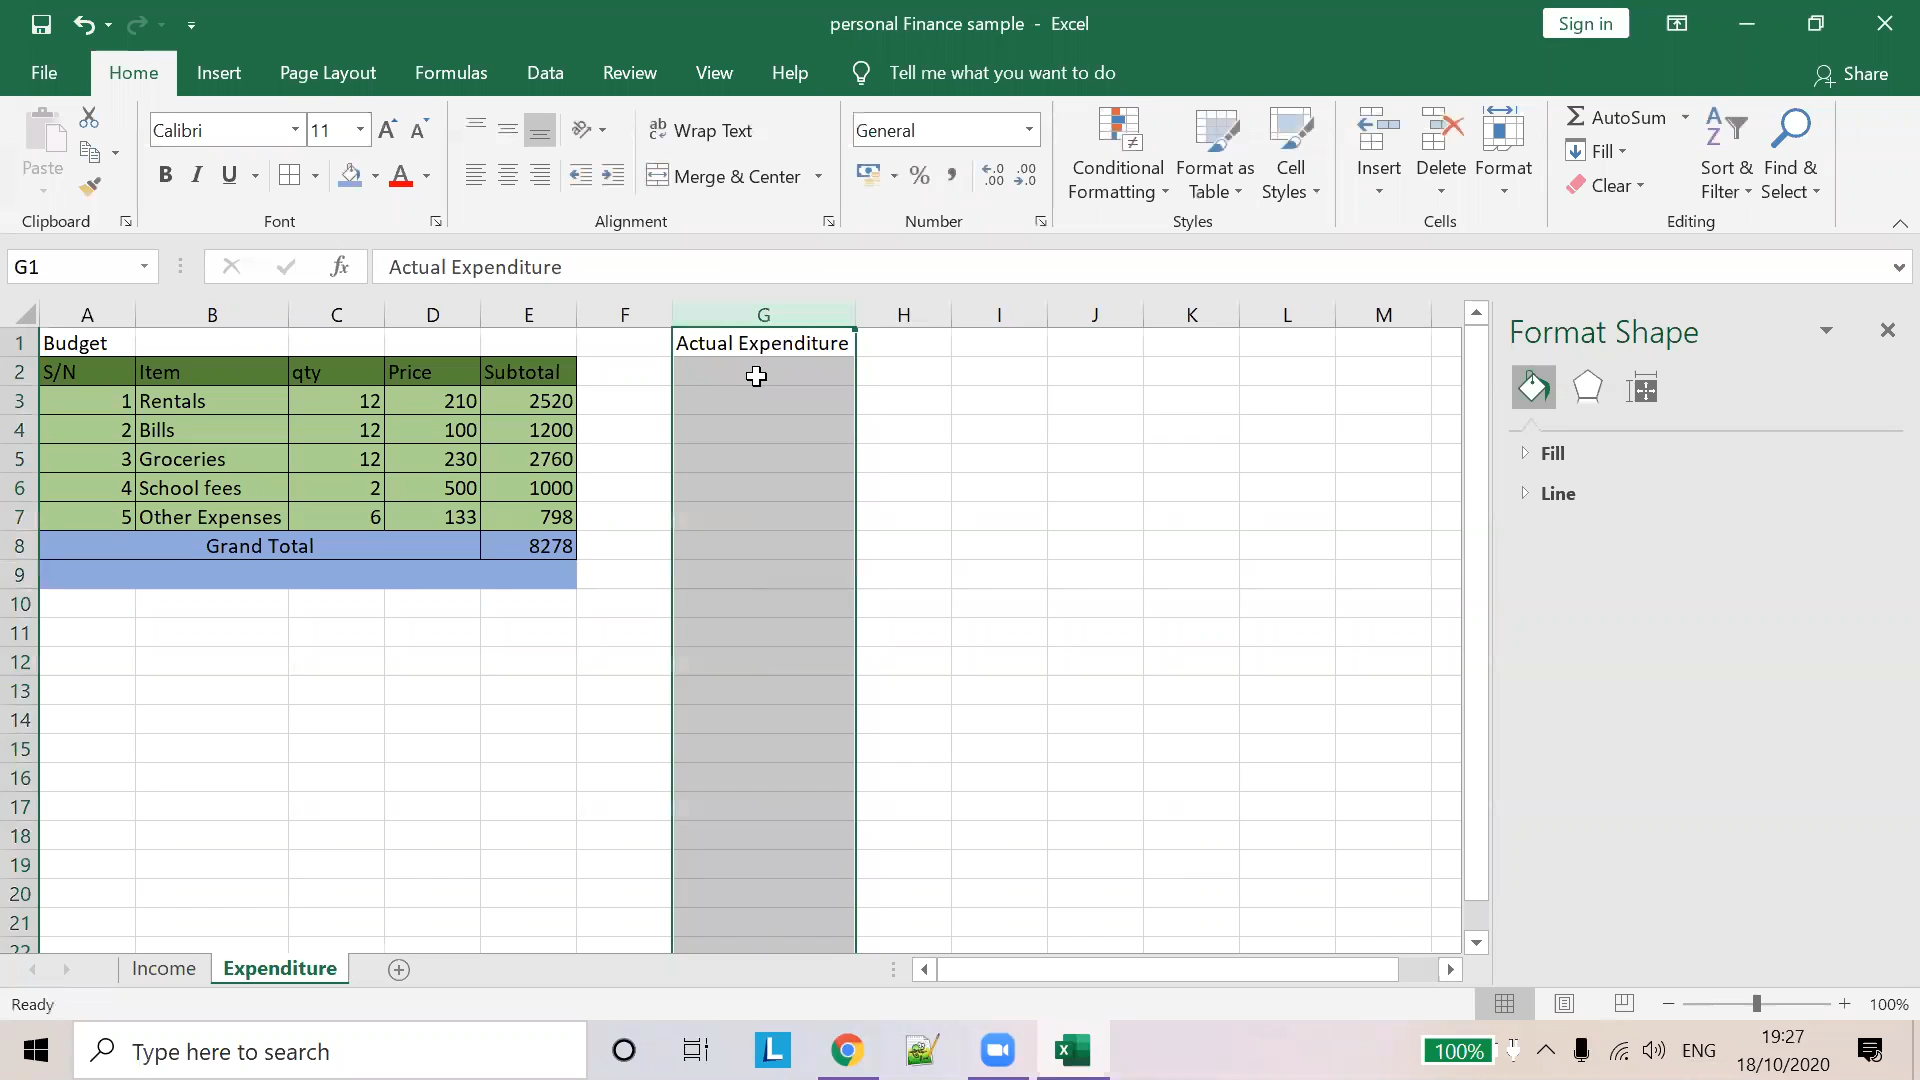 personal Finance sample - Excel
Sign in
File Home Insert Page Layout Formulas Data Review View Help Tell me what you want to do Share
Paste
Clipboard
Calibri 11
B I U
Font
Wrap Text
Merge & Center
Alignment
General
Number
Conditional Formatting
Format as Table
Cell Styles
Styles
Insert Delete Format
Cells
AutoSum
Fill
Clear
Sort & Filter
Find & Select
Editing
G1 fx Actual Expenditure
A B C D E F G H I J K L M
1 Budget Actual Expenditure
2 S/N Item qty Price Subtotal
3 1 Rentals 12 210 2520
4 2 Bills 12 100 1200
5 3 Groceries 12 230 2760
6 4 School fees 2 500 1000
7 5 Other Expenses 6 133 798
8 Grand Total 8278
9
10
11
12
13
14
15
16
17
18
19
20
21
22
Format Shape
Fill
Line
Income Expenditure
Ready
100%
Type here to search
100%
ENG
19:27
18/10/2020